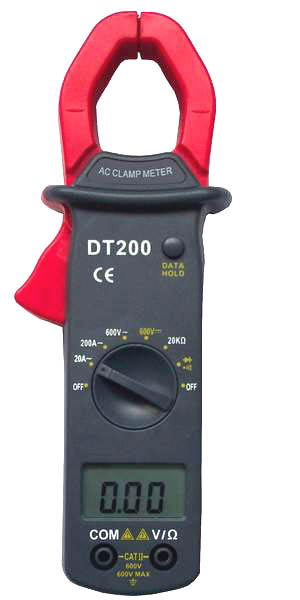 AC CLAMP METER
DT200
DATA
HOLD
CE
600V~ 600V⎓
200A~ 20KΩ
20A~
OFF OFF
0.00
COM V/Ω
CAT II
600V
600V MAX